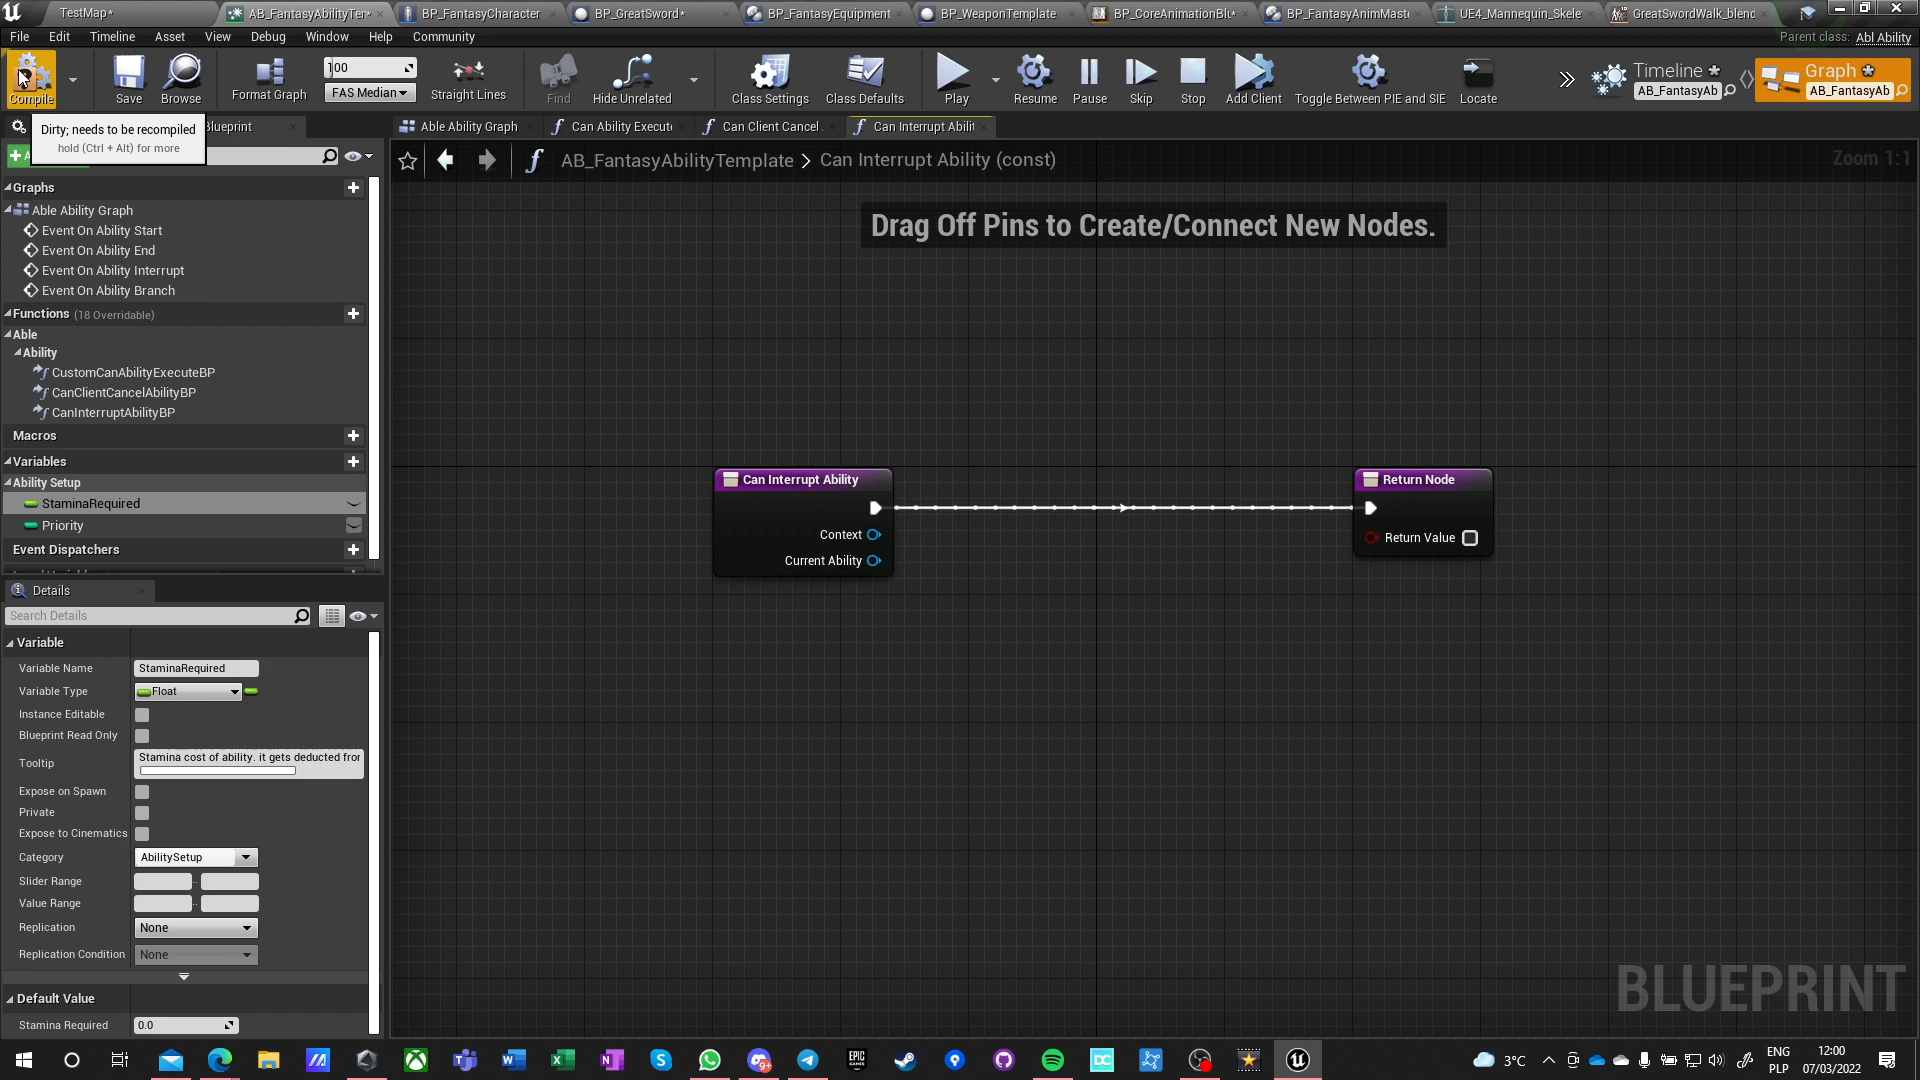 TestMap*
AB_FantasyAbilityTer*
BP_FantasyCharacter
BP_GreatSword*
BP_FantasyEquipment
BP_WeaponTemplate
BP_CoreAnimationBlu*
BP_FantasyAnimMaste
UE4_Mannequin_Skele
GreatSwordWalk_blend
File
Edit
Timeline
Asset
View
Debug
Window
Help
Community
Parent class:
Abl Ability
Compile
Save
Browse
Format Graph
100
FAS Median
Straight Lines
Find
Hide Unrelated
Class Settings
Class Defaults
Play
Resume
Pause
Skip
Stop
Add Client
Toggle Between PIE and SIE
Locate
Timeline *
AB_FantasyAb
Graph *
AB_FantasyAb
Dirty; needs to be recompiled
hold (Ctrl + Alt) for more
Blueprint
Able Ability Graph
Can Ability Execut
Can Client Cancel
Can Interrupt Abilit
AB_FantasyAbilityTemplate > Can Interrupt Ability (const)
Zoom 1:1
Drag Off Pins to Create/Connect New Nodes.
Graphs
Able Ability Graph
Event On Ability Start
Event On Ability End
Event On Ability Interrupt
Event On Ability Branch
Functions (18 Overridable)
Able
Ability
CustomCanAbilityExecuteBP
CanClientCancelAbilityBP
CanInterruptAbilityBP
Macros
Variables
Ability Setup
StaminaRequired
Priority
Event Dispatchers
Can Interrupt Ability
Context
Current Ability
Return Node
Return Value
Details
Search Details
Variable
Variable Name
StaminaRequired
Variable Type
Float
Instance Editable
Blueprint Read Only
Tooltip
Stamina cost of ability. it gets deducted fror
Expose on Spawn
Private
Expose to Cinematics
Category
AbilitySetup
Slider Range
Value Range
Replication
None
Replication Condition
None
Default Value
Stamina Required
0.0
BLUEPRINT
3°C
ENG
PLP
12:00
07/03/2022